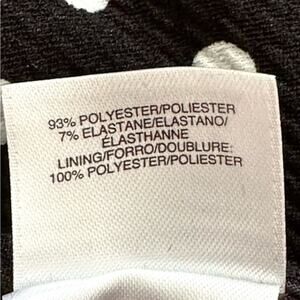 93% POLYESTER/POLIESTER
7% ELASTANE/ELASTANO/
ÉLASTHANNE
LINING/FORRO/DOUBLURE:
100% POLYESTER/POLIESTER